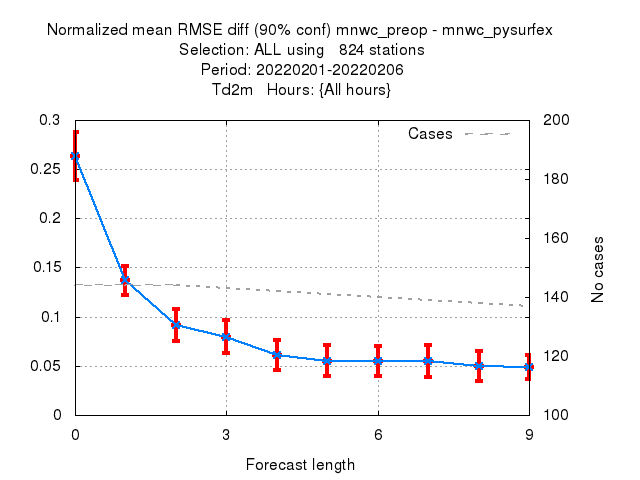 Normalized mean RMSE diff (90% conf) mnwc_preop - mnwc_pysurfex
Selection: ALL using   824 stations
Period: 20220201-20220206
Td2m   Hours: {All hours}
Cases
0.3
0.25
0.2
0.15
0.1
0.05
0
200
180
160
140
120
100
No cases
0 3 6 9
Forecast length